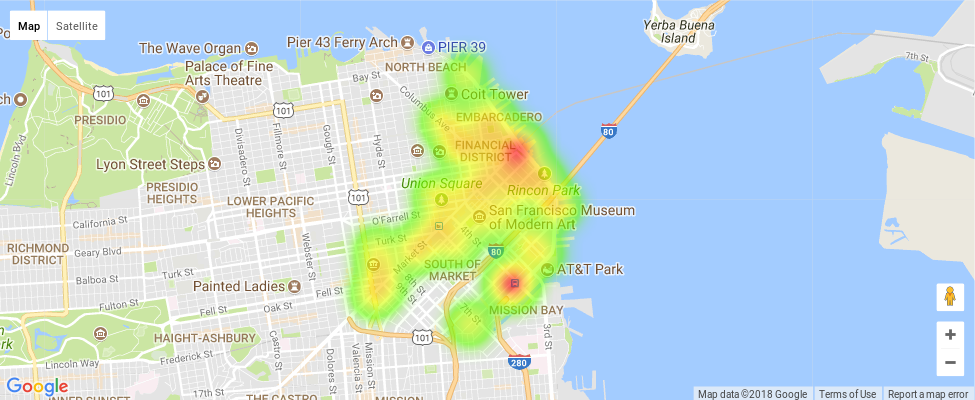 Map
Satellite
The Wave Organ
Pier 43 Ferry Arch
PIER 39
Yerba Buena
Island
Palace of Fine
Arts Theatre
Bay St
NORTH BEACH
7th St
101
Coit Tower
101
PRESIDIO
Columbus Ave
EMBARCADERO
80
Lincoln Blvd
Divisadero St
Fillmore St
Gough St
Hyde St
FINANCIAL
DISTRICT
Lyon Street Steps
PRESIDIO
HEIGHTS
LOWER PACIFIC
HEIGHTS
101
Union Square
Rincon Park
San Francisco Museum
of Modern Art
California St
O'Farrell St
Geary Blvd
Turk St
Webster St
Market St
4th St
80
RICHMOND
DISTRICT
Turk St
SOUTH OF
MARKET
AT&T Park
Painted Ladies
Fell St
8th St
9th St
Fulton St
Fell St
Oak St
7th St
MISSION BAY
HAIGHT-ASHBURY
101
3rd St
Frederick St
Lincoln Way
Castro St
Dolores St
Valencia St
Mission St
280
17th St
Google
INNER SUNSET
THE CASTRO
MISSION
Map data ©2018 Google
Terms of Use
Report a map error